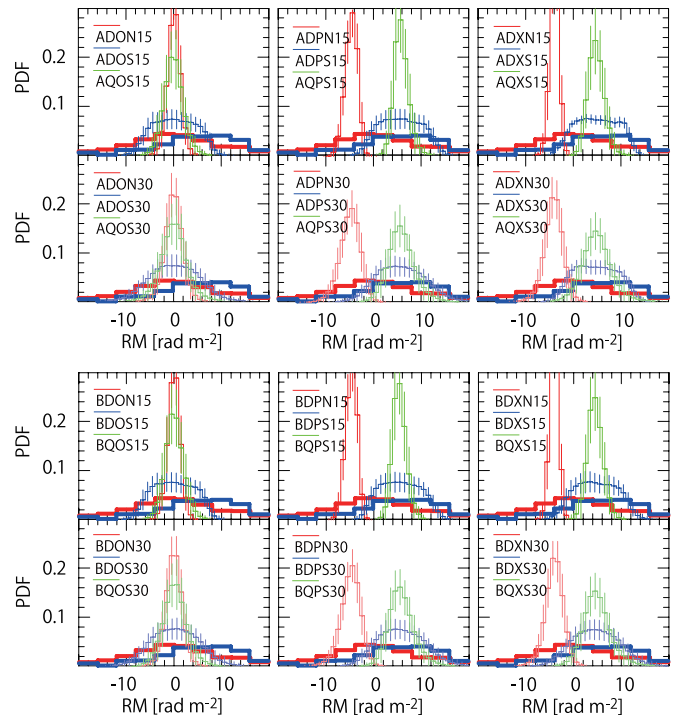 PDF
0.2
0.1
ADON15
ADOS15
AQOS15
ADPN15
ADPS15
AQPS15
ADXN15
ADXS15
AQXS15
PDF
0.2
0.1
ADON30
ADOS30
AQOS30
ADPN30
ADPS30
AQPS30
ADXN30
ADXS30
AQXS30
-10 0 10
-10 0 10
-10 0 10
RM [rad m-2]
RM [rad m-2]
RM [rad m-2]
PDF
0.2
0.1
BDON15
BDOS15
BQOS15
BDPN15
BDPS15
BQPS15
BDXN15
BDXS15
BQXS15
PDF
0.2
0.1
BDON30
BDOS30
BQOS30
BDPN30
BDPS30
BQPS30
BDXN30
BDXS30
BQXS30
-10 0 10
-10 0 10
-10 0 10
RM [rad m-2]
RM [rad m-2]
RM [rad m-2]